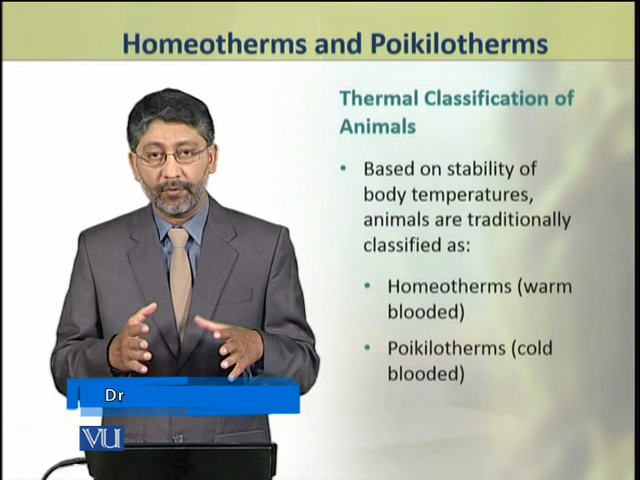 Homeotherms and Poikilotherms
Thermal Classification of
Animals
• Based on stability of
body temperatures,
animals are traditionally
classified as:
• Homeotherms (warm
blooded)
• Poikilotherms (cold
blooded)
Dr
VU